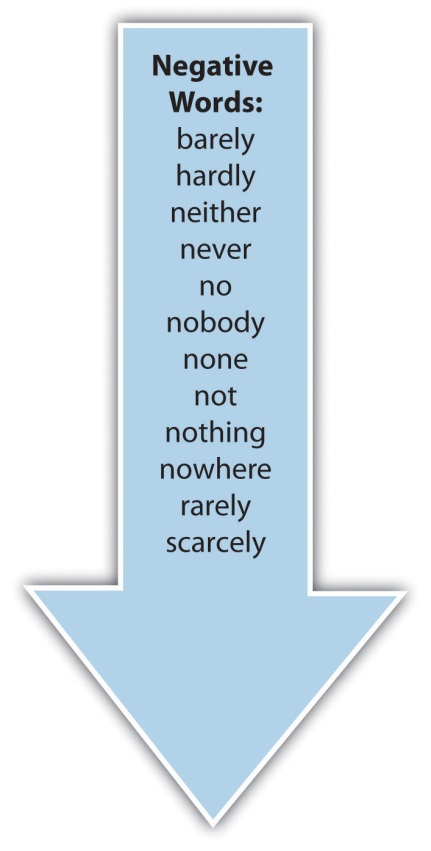 Negative
Words:
barely
hardly
neither
never
no
nobody
none
not
nothing
nowhere
rarely
scarcely